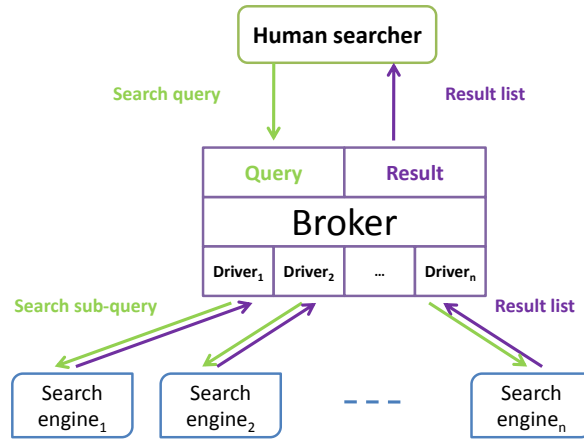 Human searcher
Search query
Result list
Query Result
Broker
Driver₁ Driver₂ ... Driverₙ
Search sub-query
Result list
Search Search Search
engine₁ engine₂ engineₙ